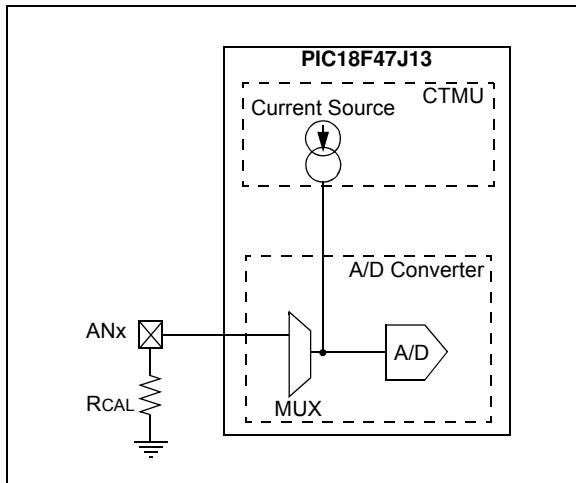 PIC18F47J13
CTMU
Current Source
A/D Converter
ANx
A/D
RCAL
MUX